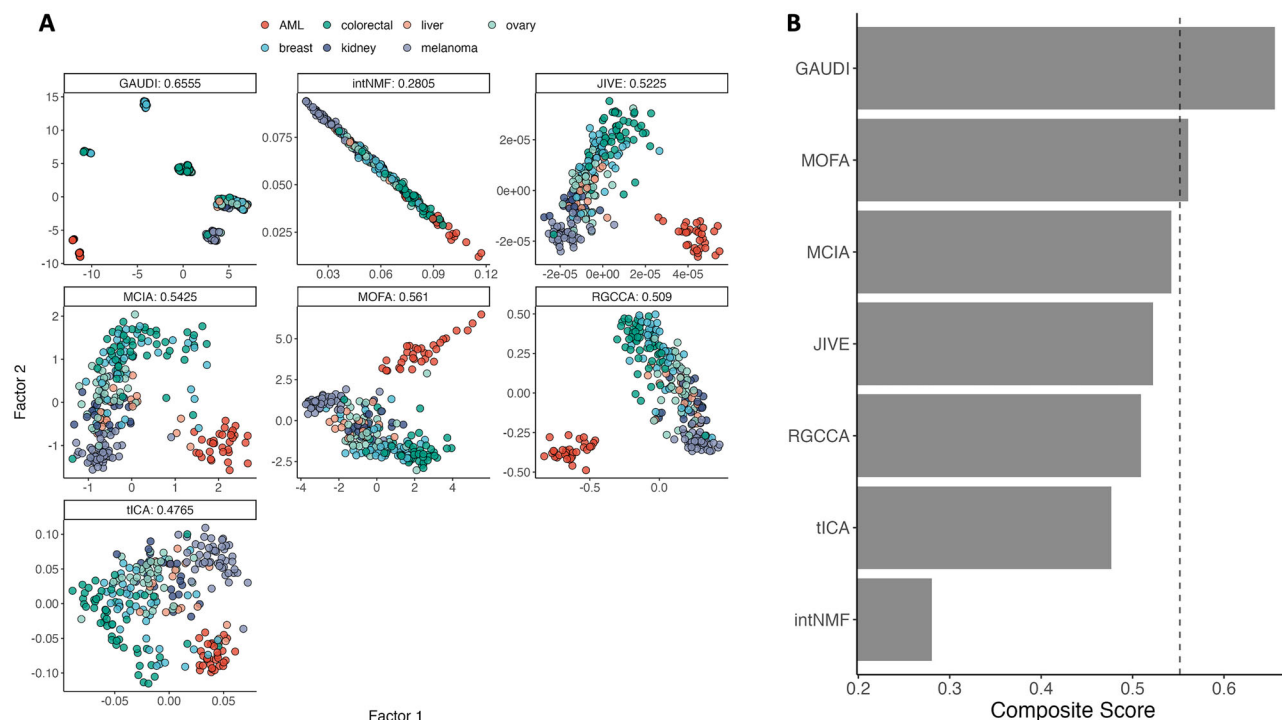 A
AML colorectal liver ovary
breast kidney melanoma
GAUDI: 0.6555
15
10
5
0
-5
-10
-10 -5 0 5
intNMF: 0.2805
0.075
0.050
0.025
0.03 0.06 0.09 0.12
JIVE: 0.5225
2e-05
0e+00
-2e-05
-2e-05 0e+00 2e-05 4e-05
MCIA: 0.5425
2
1
0
-1
-1 0 1 2
MOFA: 0.561
5.0
2.5
0.0
-2.5
-4 -2 0 2 4
RGCCA: 0.509
0.50
0.25
0.00
-0.25
-0.50
-0.5 0.0
tICA: 0.4765
0.10
0.05
0.00
-0.05
-0.10
-0.05 0.00 0.05
Factor 2
Factor 1
B
GAUDI
MOFA
MCIA
JIVE
RGCCA
tICA
intNMF
0.2 0.3 0.4 0.5 0.6
Composite Score